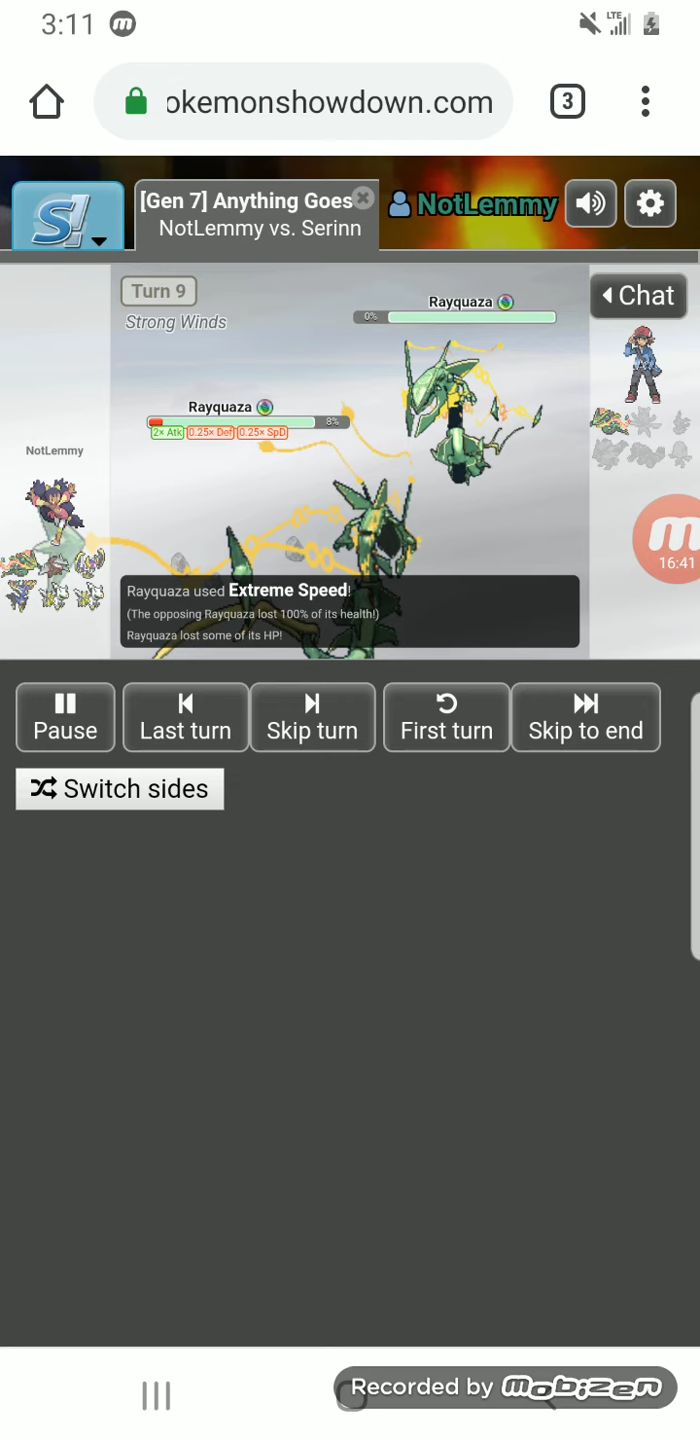 3:11 m LTE
okemonshowdown.com 3
S! [Gen 7] Anything Goes NotLemmy
NotLemmy vs. Serinn
Turn 9 Rayquaza Chat
Strong Winds 0%
Rayquaza
8%
2× Atk 0.25× Def 0.25× SpD
NotLemmy
m
16:41
Rayquaza used Extreme Speed!
(The opposing Rayquaza lost 100% of its health!)
Rayquaza lost some of its HP!
Pause Last turn Skip turn First turn Skip to end
Switch sides
Recorded by mobizen